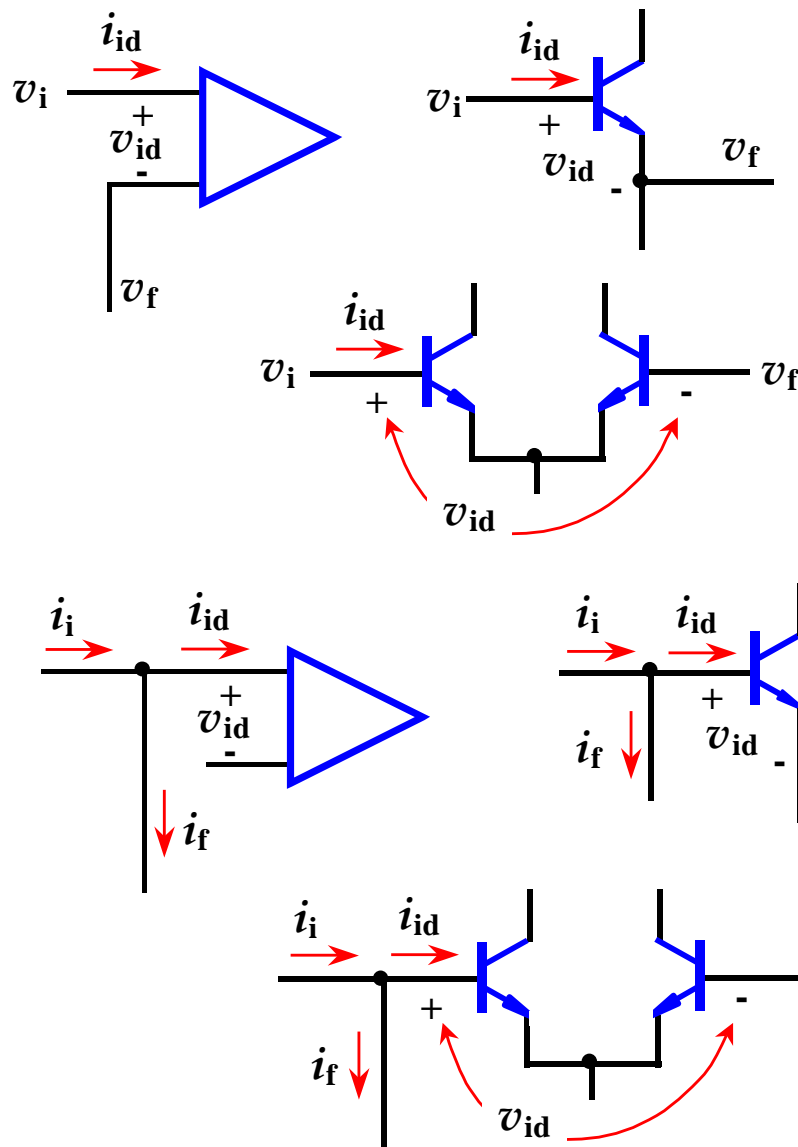 i_id i_id
v_i + v_id - v_i + v_id - v_f
v_f
i_id
v_i + - v_f
v_id
i_i i_id i_i i_id
+ v_id - + v_id -
i_f i_f
i_i i_id
+ -
i_f v_id